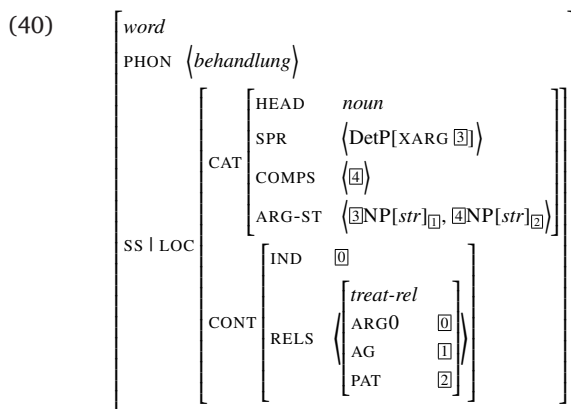 (40)
word
PHON ⟨behandlung⟩
HEAD noun
SPR ⟨DetP[XARG 3]⟩
CAT
COMPS ⟨4⟩
ARG-ST ⟨3NP[str]1, 4NP[str]2⟩
SS | LOC
IND 0
treat-rel
ARG0 0
CONT
RELS
AG 1
PAT 2